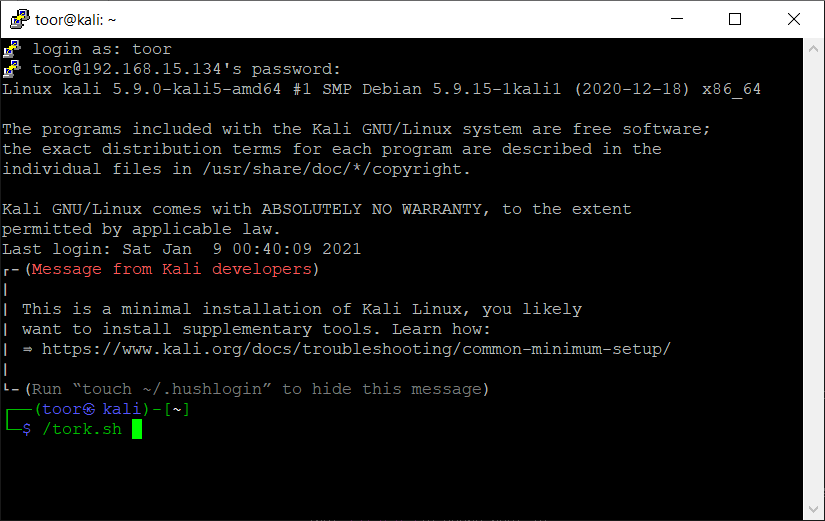 toor@kali: ~
login as: toor
toor@192.168.15.134's password:
Linux kali 5.9.0-kali5-amd64 #1 SMP Debian 5.9.15-1kali1 (2020-12-18) x86_64
The programs included with the Kali GNU/Linux system are free software;
the exact distribution terms for each program are described in the
individual files in /usr/share/doc/*/copyright.
Kali GNU/Linux comes with ABSOLUTELY NO WARRANTY, to the extent
permitted by applicable law.
Last login: Sat Jan  9 00:40:09 2021
┌─(Message from Kali developers)
│
│ This is a minimal installation of Kali Linux, you likely
│ want to install supplementary tools. Learn how:
│ ⇒ https://www.kali.org/docs/troubleshooting/common-minimum-setup/
│
└─(Run “touch ~/.hushlogin” to hide this message)
┌──(toor㉿kali)-[~]
└─$ /tork.sh